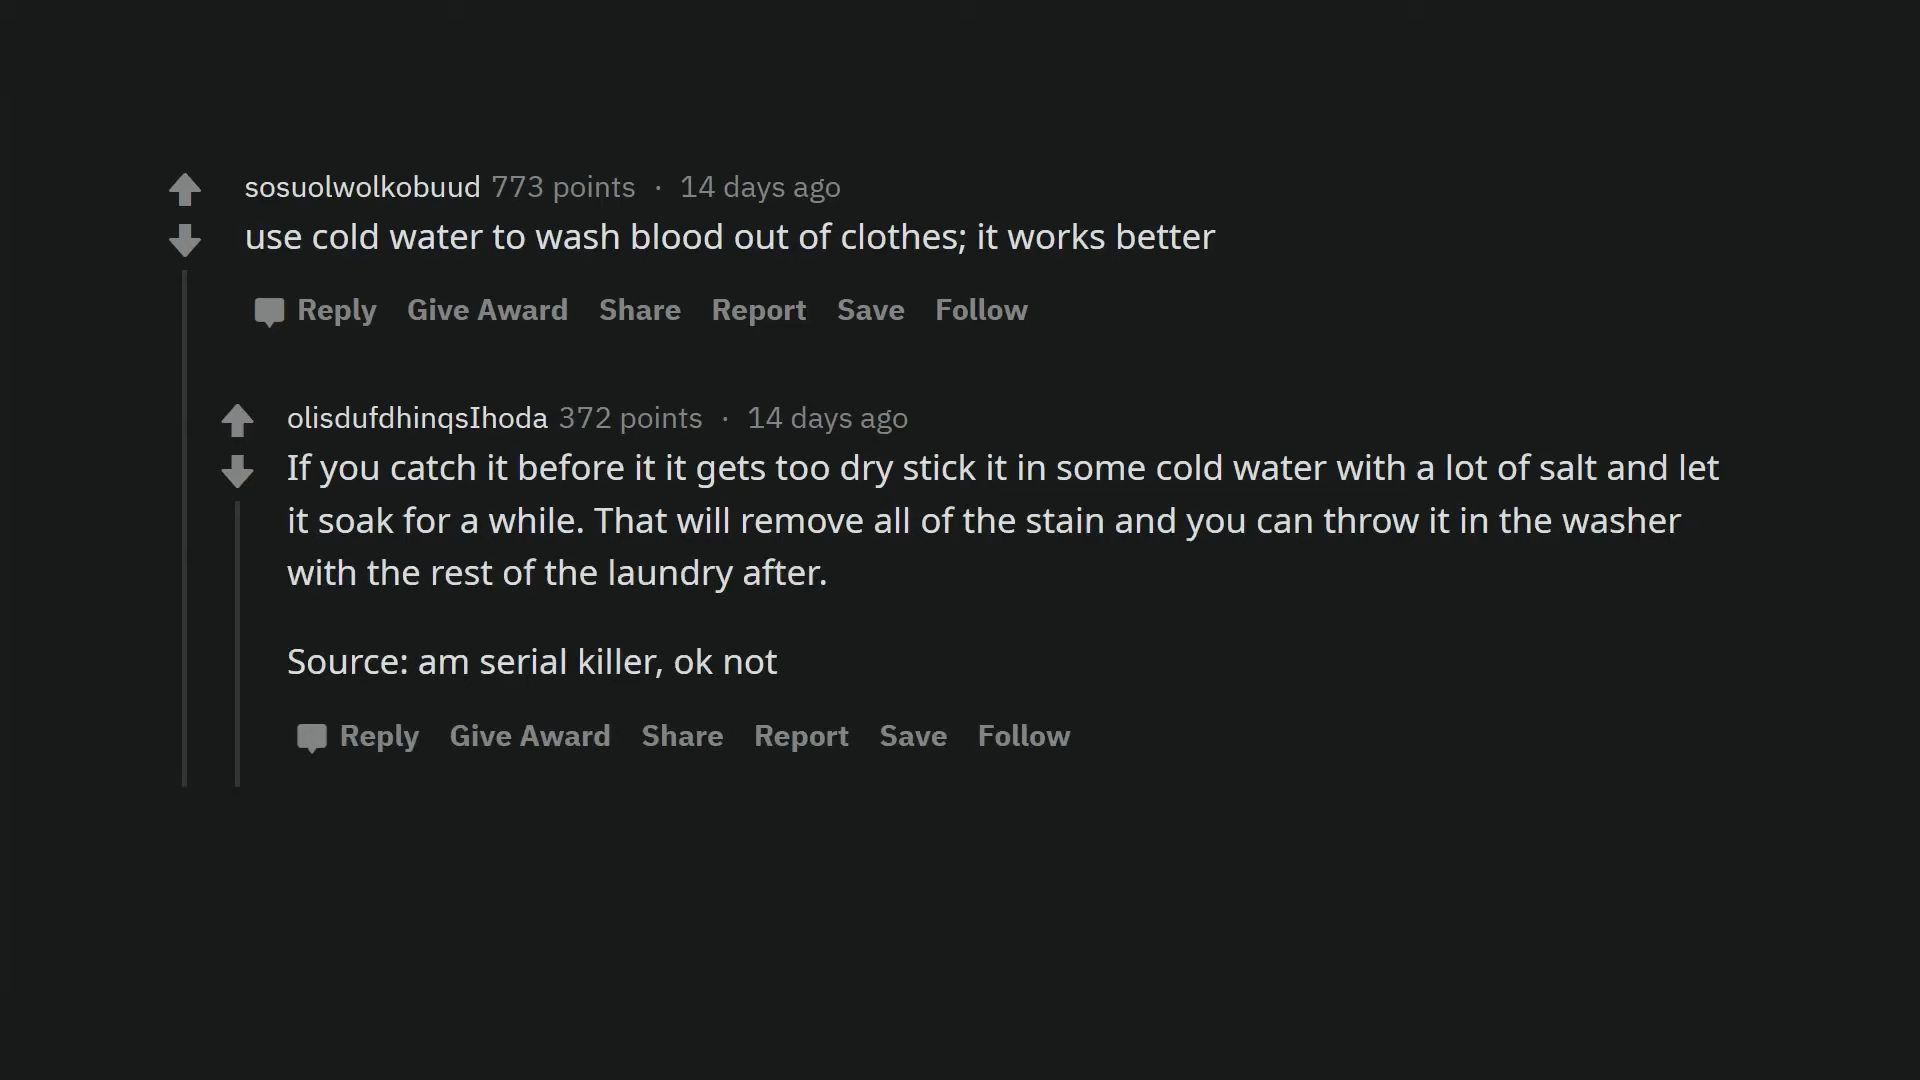 sosuolwolkobuud 773 points · 14 days ago
use cold water to wash blood out of clothes; it works better
Reply Give Award Share Report Save Follow
olisdufdhinqsIhoda 372 points · 14 days ago
If you catch it before it it gets too dry stick it in some cold water with a lot of salt and let
it soak for a while. That will remove all of the stain and you can throw it in the washer
with the rest of the laundry after.
Source: am serial killer, ok not
Reply Give Award Share Report Save Follow